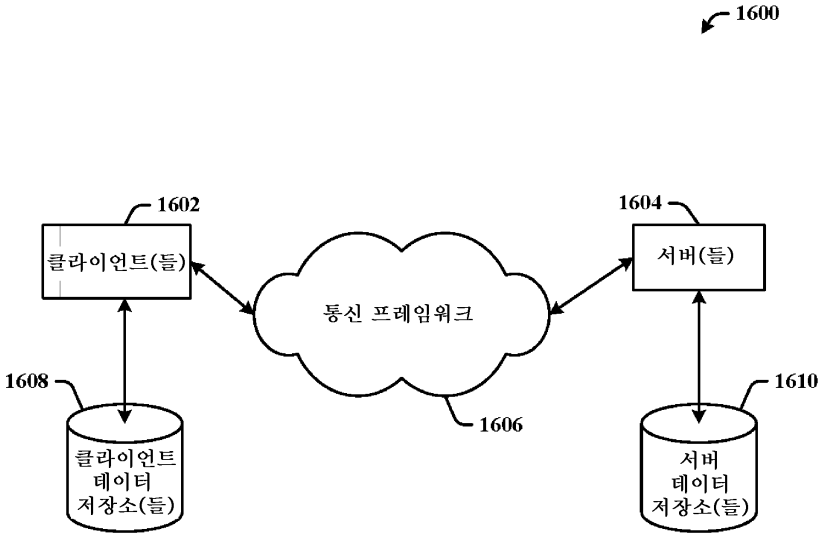 1600
1602
클라이언트(들)
1604
서버(들)
통신 프레임워크
1606
1608
클라이언트
데이터
저장소(들)
1610
서버
데이터
저장소(들)